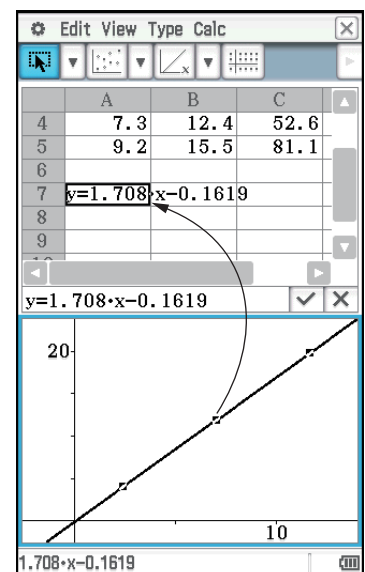 Edit View Type Calc
A B C
4 7.3 12.4 52.6
5 9.2 15.5 81.1
6
7 y=1.708·x−0.1619
8
9
y=1.708·x−0.1619
20
10
1.708·x−0.1619